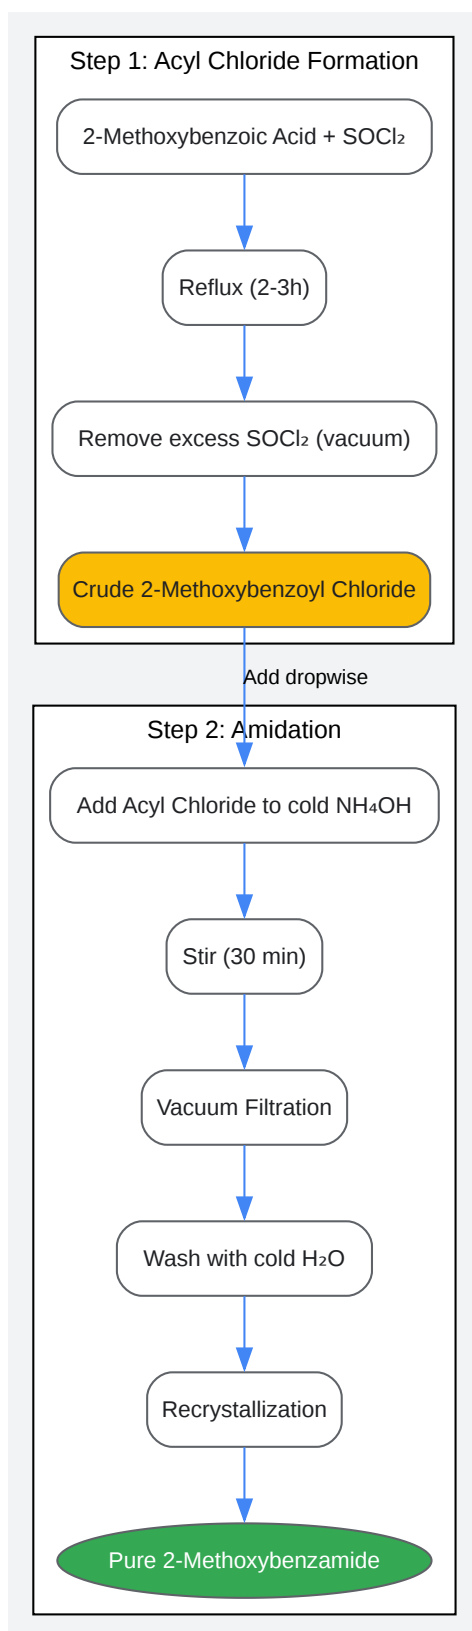 Step 1: Acyl Chloride Formation
2-Methoxybenzoic Acid + SOCl₂
Reflux (2-3h)
Remove excess SOCl₂ (vacuum)
Crude 2-Methoxybenzoyl Chloride
Add dropwise
Step 2: Amidation
Add Acyl Chloride to cold NH₄OH
Stir (30 min)
Vacuum Filtration
Wash with cold H₂O
Recrystallization
Pure 2-Methoxybenzamide